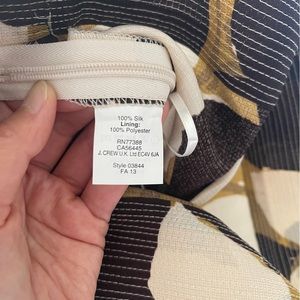 100% Silk
Lining:
100% Polyester
RN77388
CA56445
J. CREW U.K. Ltd EC4V 6JA
Style 03844
FA 13